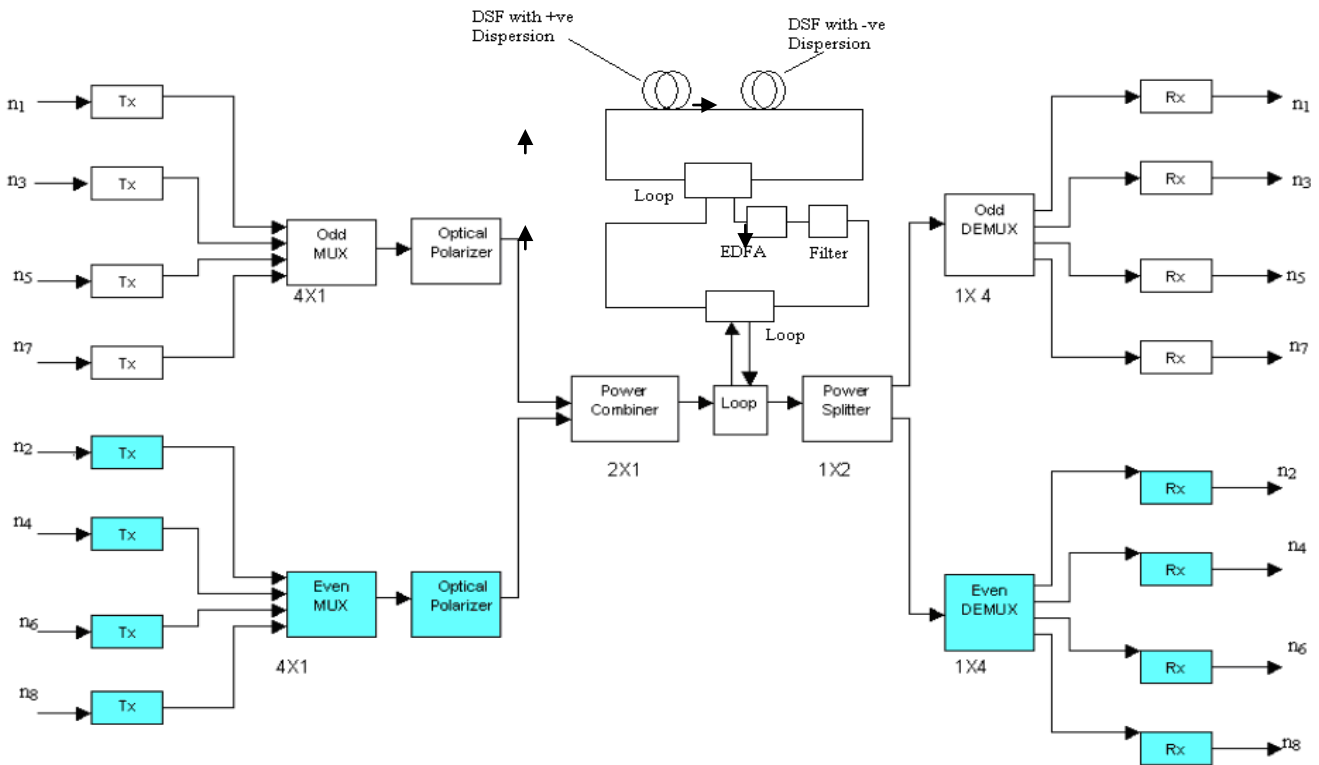 DSF with +ve
Dispersion
DSF with -ve
Dispersion
n1
Tx
n3
Tx
n5
Tx
n7
Tx
Odd
MUX
4X1
Optical
Polarizer
Loop
EDFA
Filter
Loop
Odd
DEMUX
1X 4
Rx
n1
Rx
n3
Rx
n5
Rx
n7
Power
Combiner
2X1
Loop
Power
Splitter
1X2
n2
Tx
n4
Tx
n6
Tx
n8
Tx
Even
MUX
4X1
Optical
Polarizer
Even
DEMUX
1X4
Rx
n2
Rx
n4
Rx
n6
Rx
n8